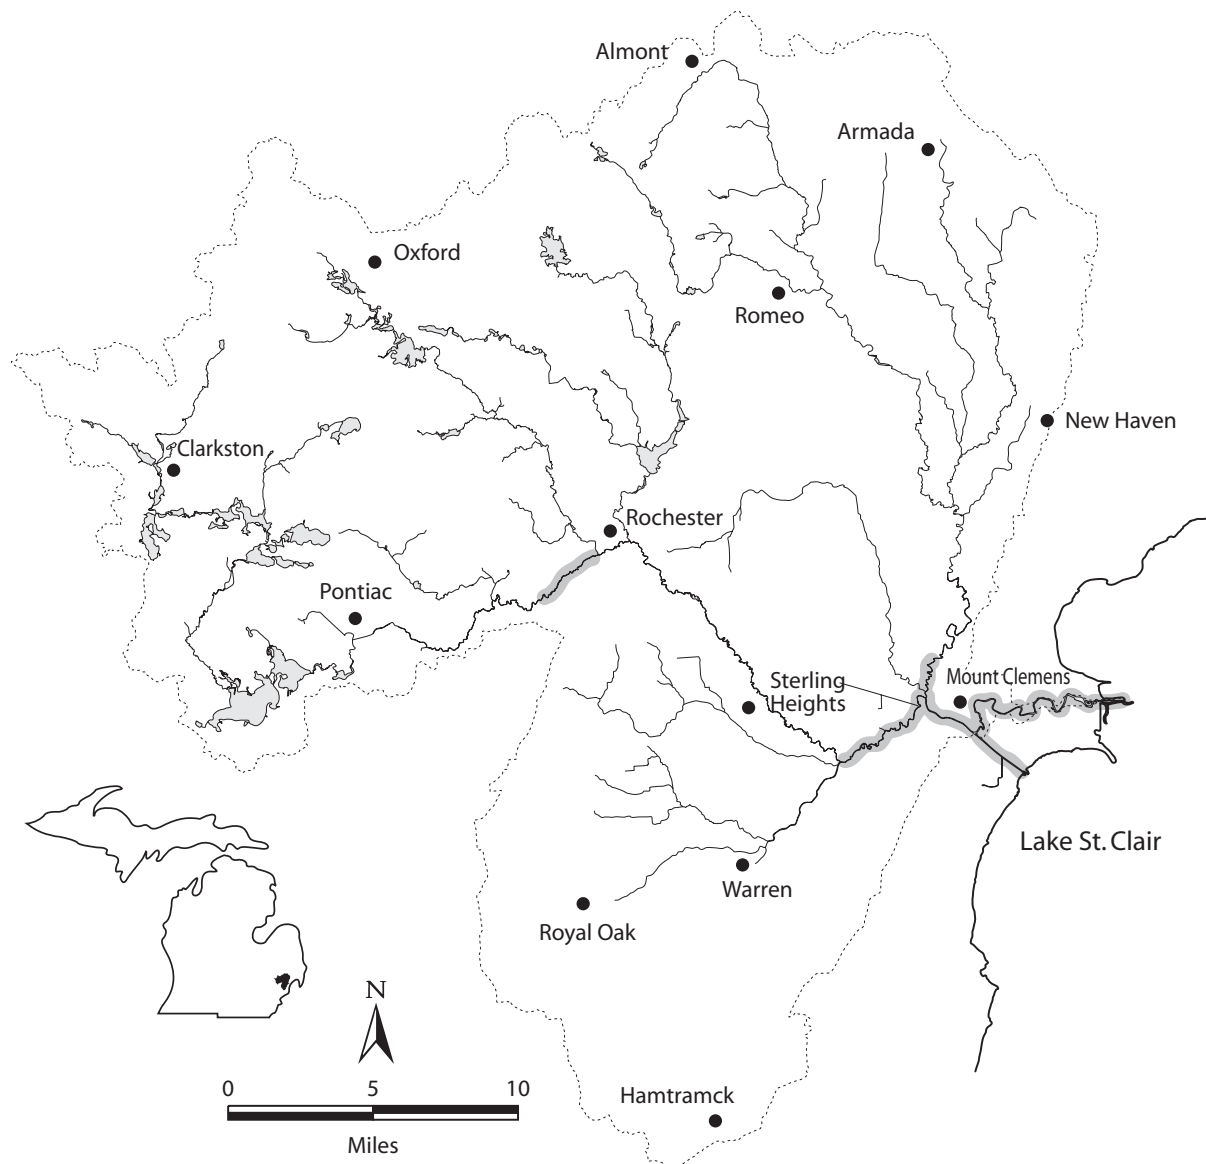 Almont
Armada
Oxford
Romeo
New Haven
Clarkston
Rochester
Pontiac
Sterling
Heights
Mount Clemens
Lake St. Clair
Warren
Royal Oak
N
0 5 10
Miles
Hamtramck